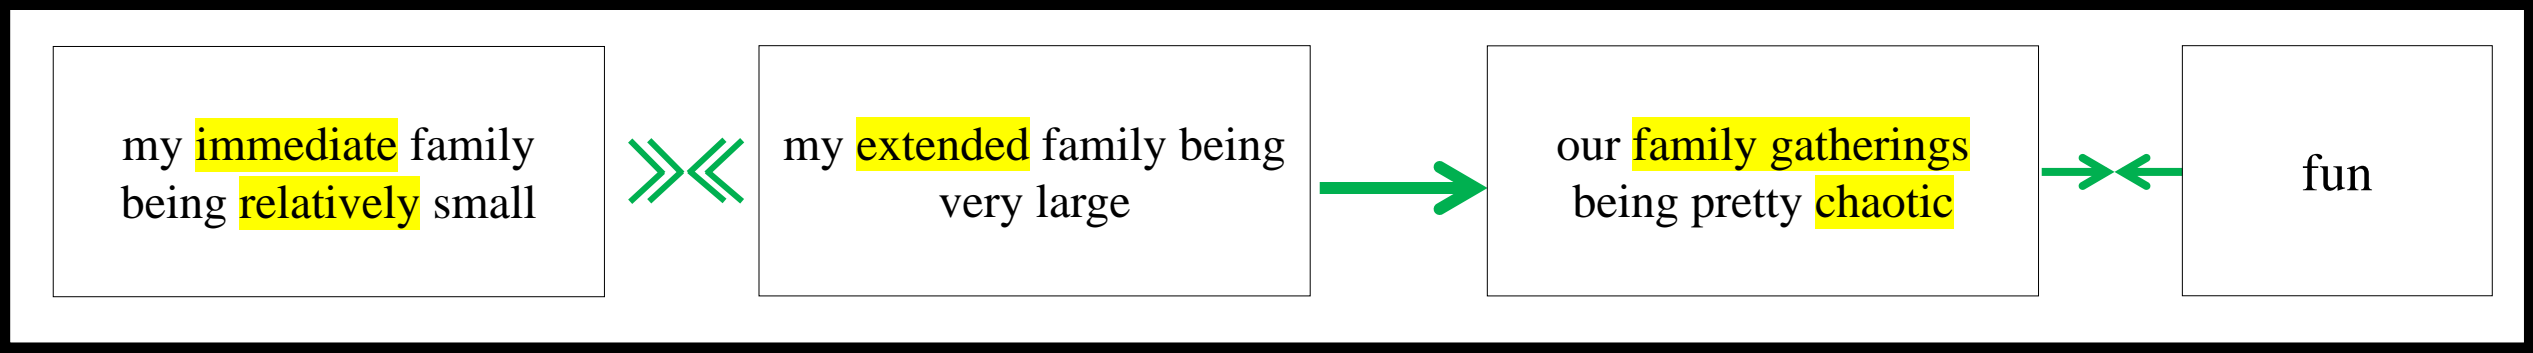 my immediate family
being relatively small
my extended family being
very large
our family gatherings
being pretty chaotic
fun